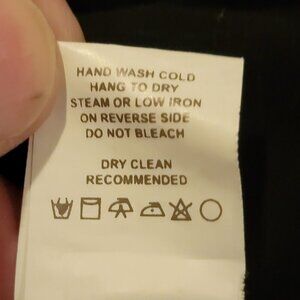 HAND WASH COLD
HANG TO DRY
STEAM OR LOW IRON
ON REVERSE SIDE
DO NOT BLEACH
DRY CLEAN
RECOMMENDED